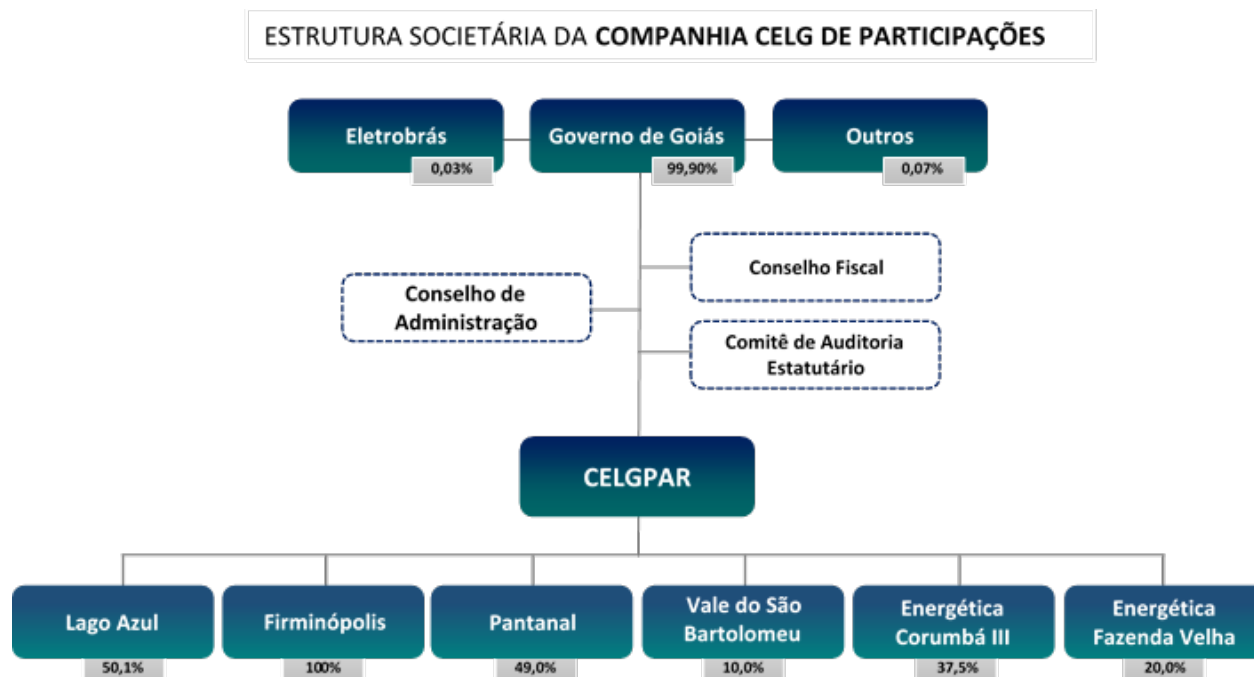 ESTRUTURA SOCIETÁRIA DA COMPANHIA CELG DE PARTICIPAÇÕES
Eletrobrás
0,03%
Governo de Goiás
99,90%
Outros
0,07%
Conselho Fiscal
Conselho de
Administração
Comitê de Auditoria
Estatutário
CELGPAR
Lago Azul
50,1%
Firminópolis
100%
Pantanal
49,0%
Vale do São
Bartolomeu
10,0%
Energética
Corumbá III
37,5%
Energética
Fazenda Velha
20,0%